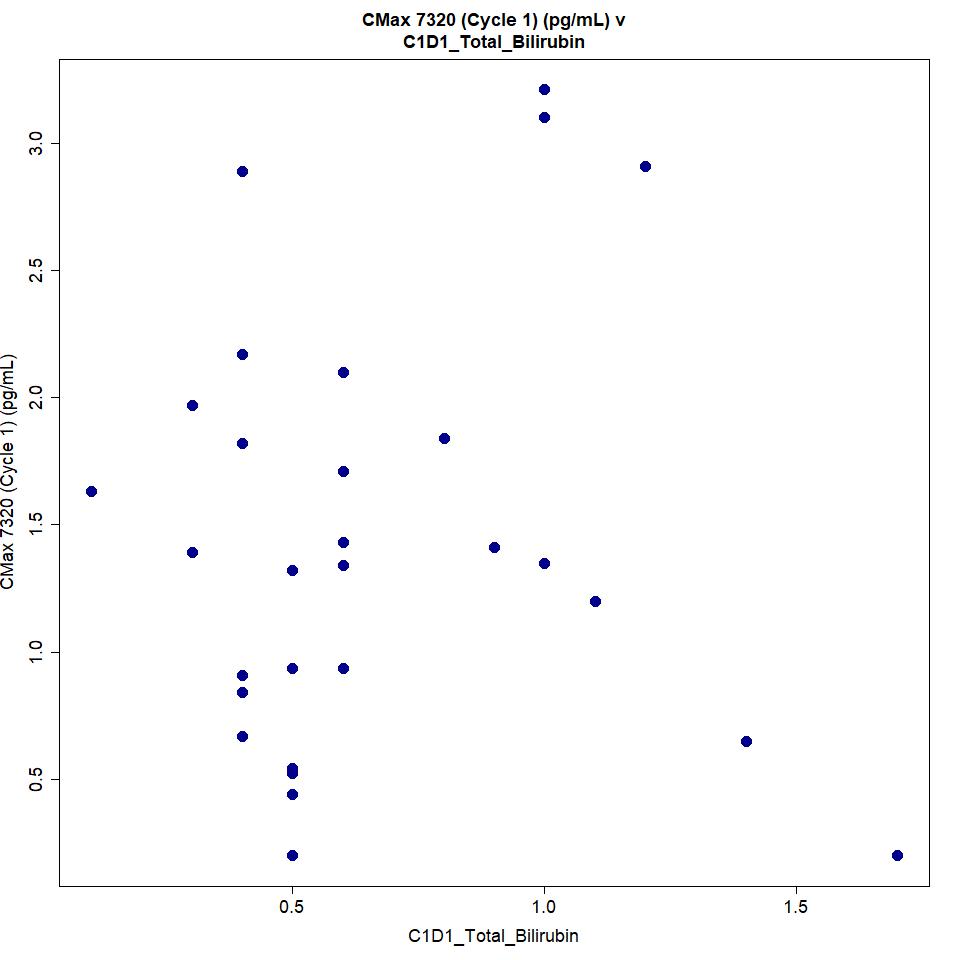 CMax 7320 (Cycle 1) (pg/mL) v
C1D1_Total_Bilirubin
3.0
2.5
2.0
1.5
1.0
0.5
CMax 7320 (Cycle 1) (pg/mL)
0.5 1.0 1.5
C1D1_Total_Bilirubin